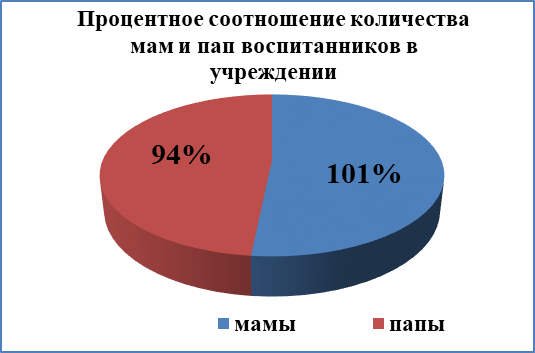 Процентное соотношение количества
мам и пап воспитанников в
учреждении
94%
101%
мамы
папы